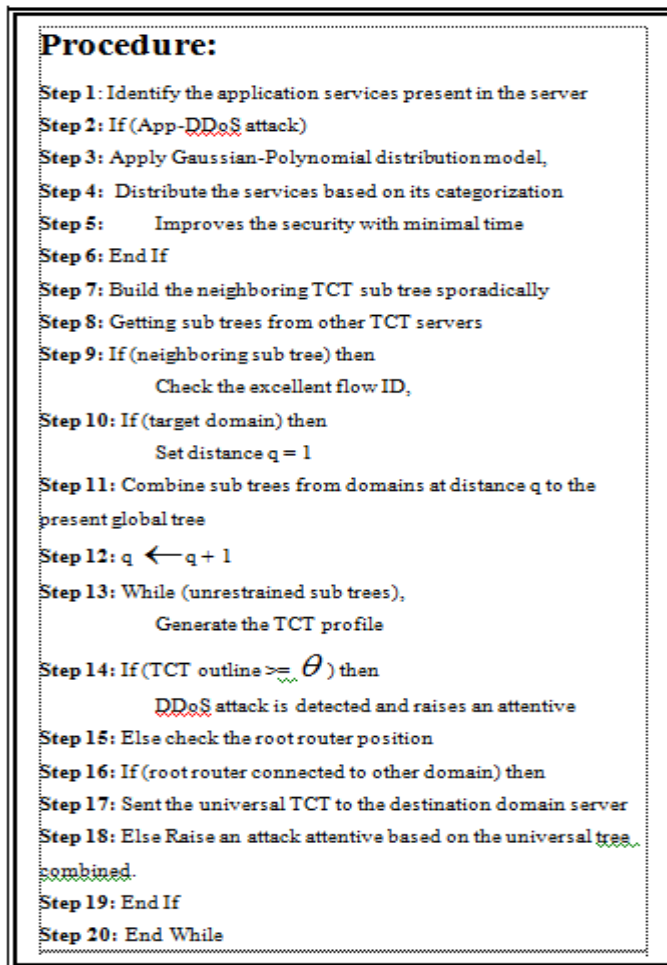 Procedure:
Step 1: Identify the application services present in the server
Step 2: If (App-DDoS attack)
Step 3: Apply Gaussian-Polynomial distribution model,
Step 4: Distribute the services based on its categorization
Step 5: Improves the security with minimal time
Step 6: End If
Step 7: Build the neighboring TCT sub tree sporadically
Step 8: Getting sub trees from other TCT servers
Step 9: If (neighboring sub tree) then
Check the excellent flow ID,
Step 10: If (target domain) then
Set distance q = 1
Step 11: Combine sub trees from domains at distance q to the
present global tree
Step 12: q ← q + 1
Step 13: While (unrestrained sub trees),
Generate the TCT profile
Step 14: If (TCT outline >= θ ) then
DDoS attack is detected and raises an attentive
Step 15: Else check the root router position
Step 16: If (root router connected to other domain) then
Step 17: Sent the universal TCT to the destination domain server
Step 18: Else Raise an attack attentive based on the universal tree
combined.
Step 19: End If
Step 20: End While